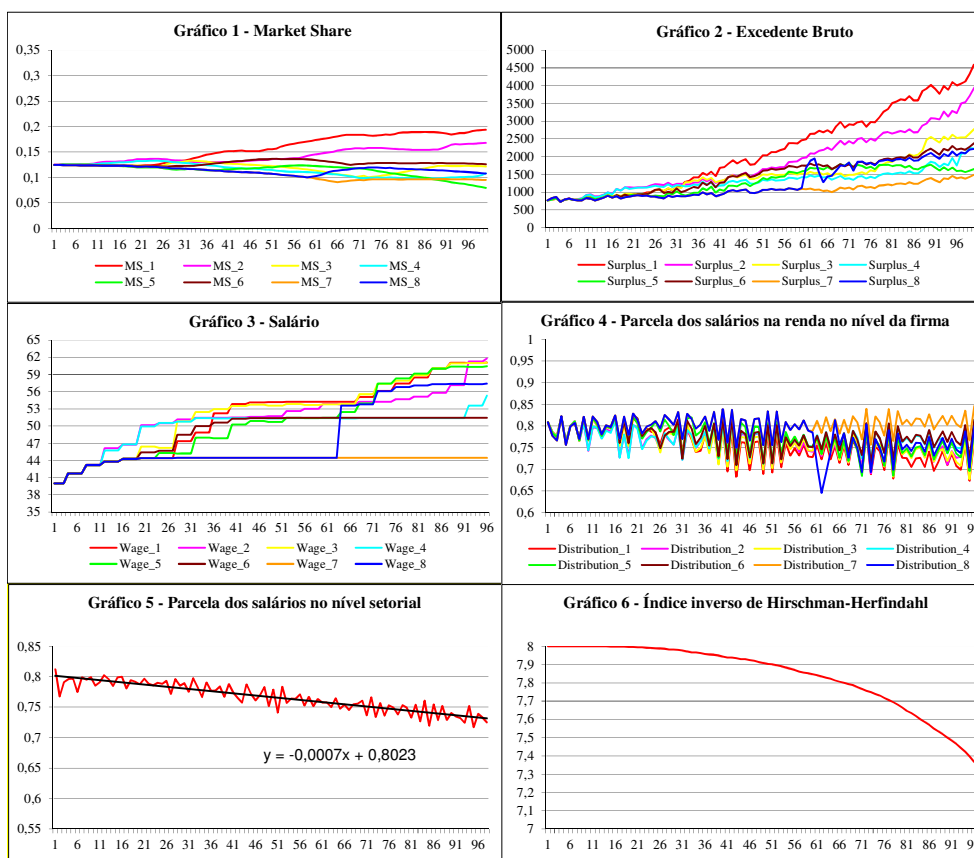 Gráfico 1 - Market Share
0,35
0,3
0,25
0,2
0,15
0,1
0,05
0
1 6 11 16 21 26 31 36 41 46 51 56 61 66 71 76 81 86 91 96
MS_1 MS_2 MS_3 MS_4
MS_5 MS_6 MS_7 MS_8
Gráfico 2 - Excedente Bruto
5000
4500
4000
3500
3000
2500
2000
1500
1000
500
0
1 6 11 16 21 26 31 36 41 46 51 56 61 66 71 76 81 86 91 96
Surplus_1 Surplus_2 Surplus_3 Surplus_4
Surplus_5 Surplus_6 Surplus_7 Surplus_8
Gráfico 3 - Salário
65
62
59
56
53
50
47
44
41
38
35
1 6 11 16 21 26 31 36 41 46 51 56 61 66 71 76 81 86 91 96
Wage_1 Wage_2 Wage_3 Wage_4
Wage_5 Wage_6 Wage_7 Wage_8
Gráfico 4 - Parcela dos salários na renda no nível da firma
1
0,95
0,9
0,85
0,8
0,75
0,7
0,65
0,6
1 6 11 16 21 26 31 36 41 46 51 56 61 66 71 76 81 86 91 96
Distribution_1 Distribution_2 Distribution_3 Distribution_4
Distribution_5 Distribution_6 Distribution_7 Distribution_8
Gráfico 5 - Parcela dos salários no nível setorial
0,85
0,8
0,75
0,7
0,65
0,6
0,55
y = -0,0007x + 0,8023
1 6 11 16 21 26 31 36 41 46 51 56 61 66 71 76 81 86 91 96
Gráfico 6 - Índice inverso de Hirschman-Herfindahl
8
7,9
7,8
7,7
7,6
7,5
7,4
7,3
7,2
7,1
7
1 6 11 16 21 26 31 36 41 46 51 56 61 66 71 76 81 86 91